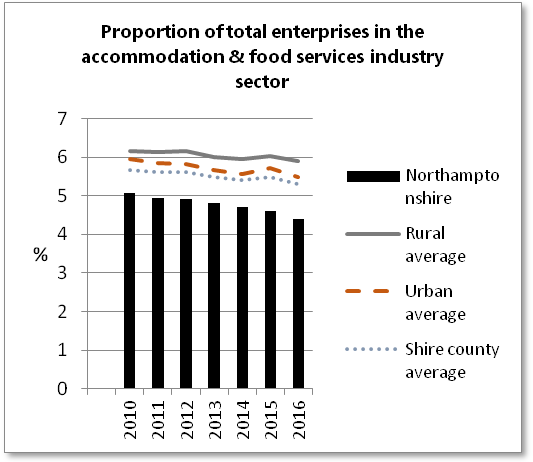 Proportion of total enterprises in the
accommodation & food services industry
sector
7
6
5
4
3
2
1
0
%
2010
2011
2012
2013
2014
2015
2016
Northampto
nshire
Rural
average
Urban
average
Shire county
average